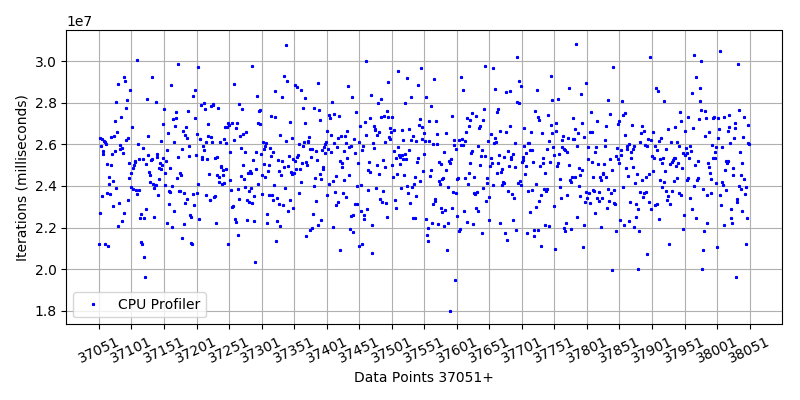 1e7
3.0
2.8
2.6
2.4
2.2
2.0
1.8
Iterations (milliseconds)
CPU Profiler
37051 37101 37151 37201 37251 37301 37351 37401 37451 37501 37551 37601 37651 37701 37751 37801 37851 37901 37951 38001 38051
Data Points 37051+